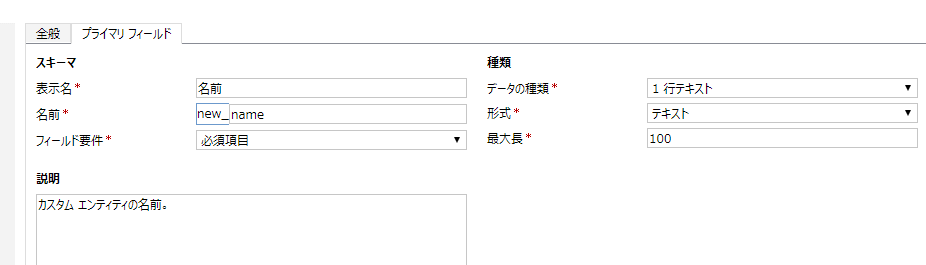 全般 プライマリ フィールド
スキーマ
表示名* 名前
名前* new_ name
フィールド要件* 必須項目
種類
データの種類* 1 行テキスト
形式* テキスト
最大長* 100
説明
カスタム エンティティの名前。